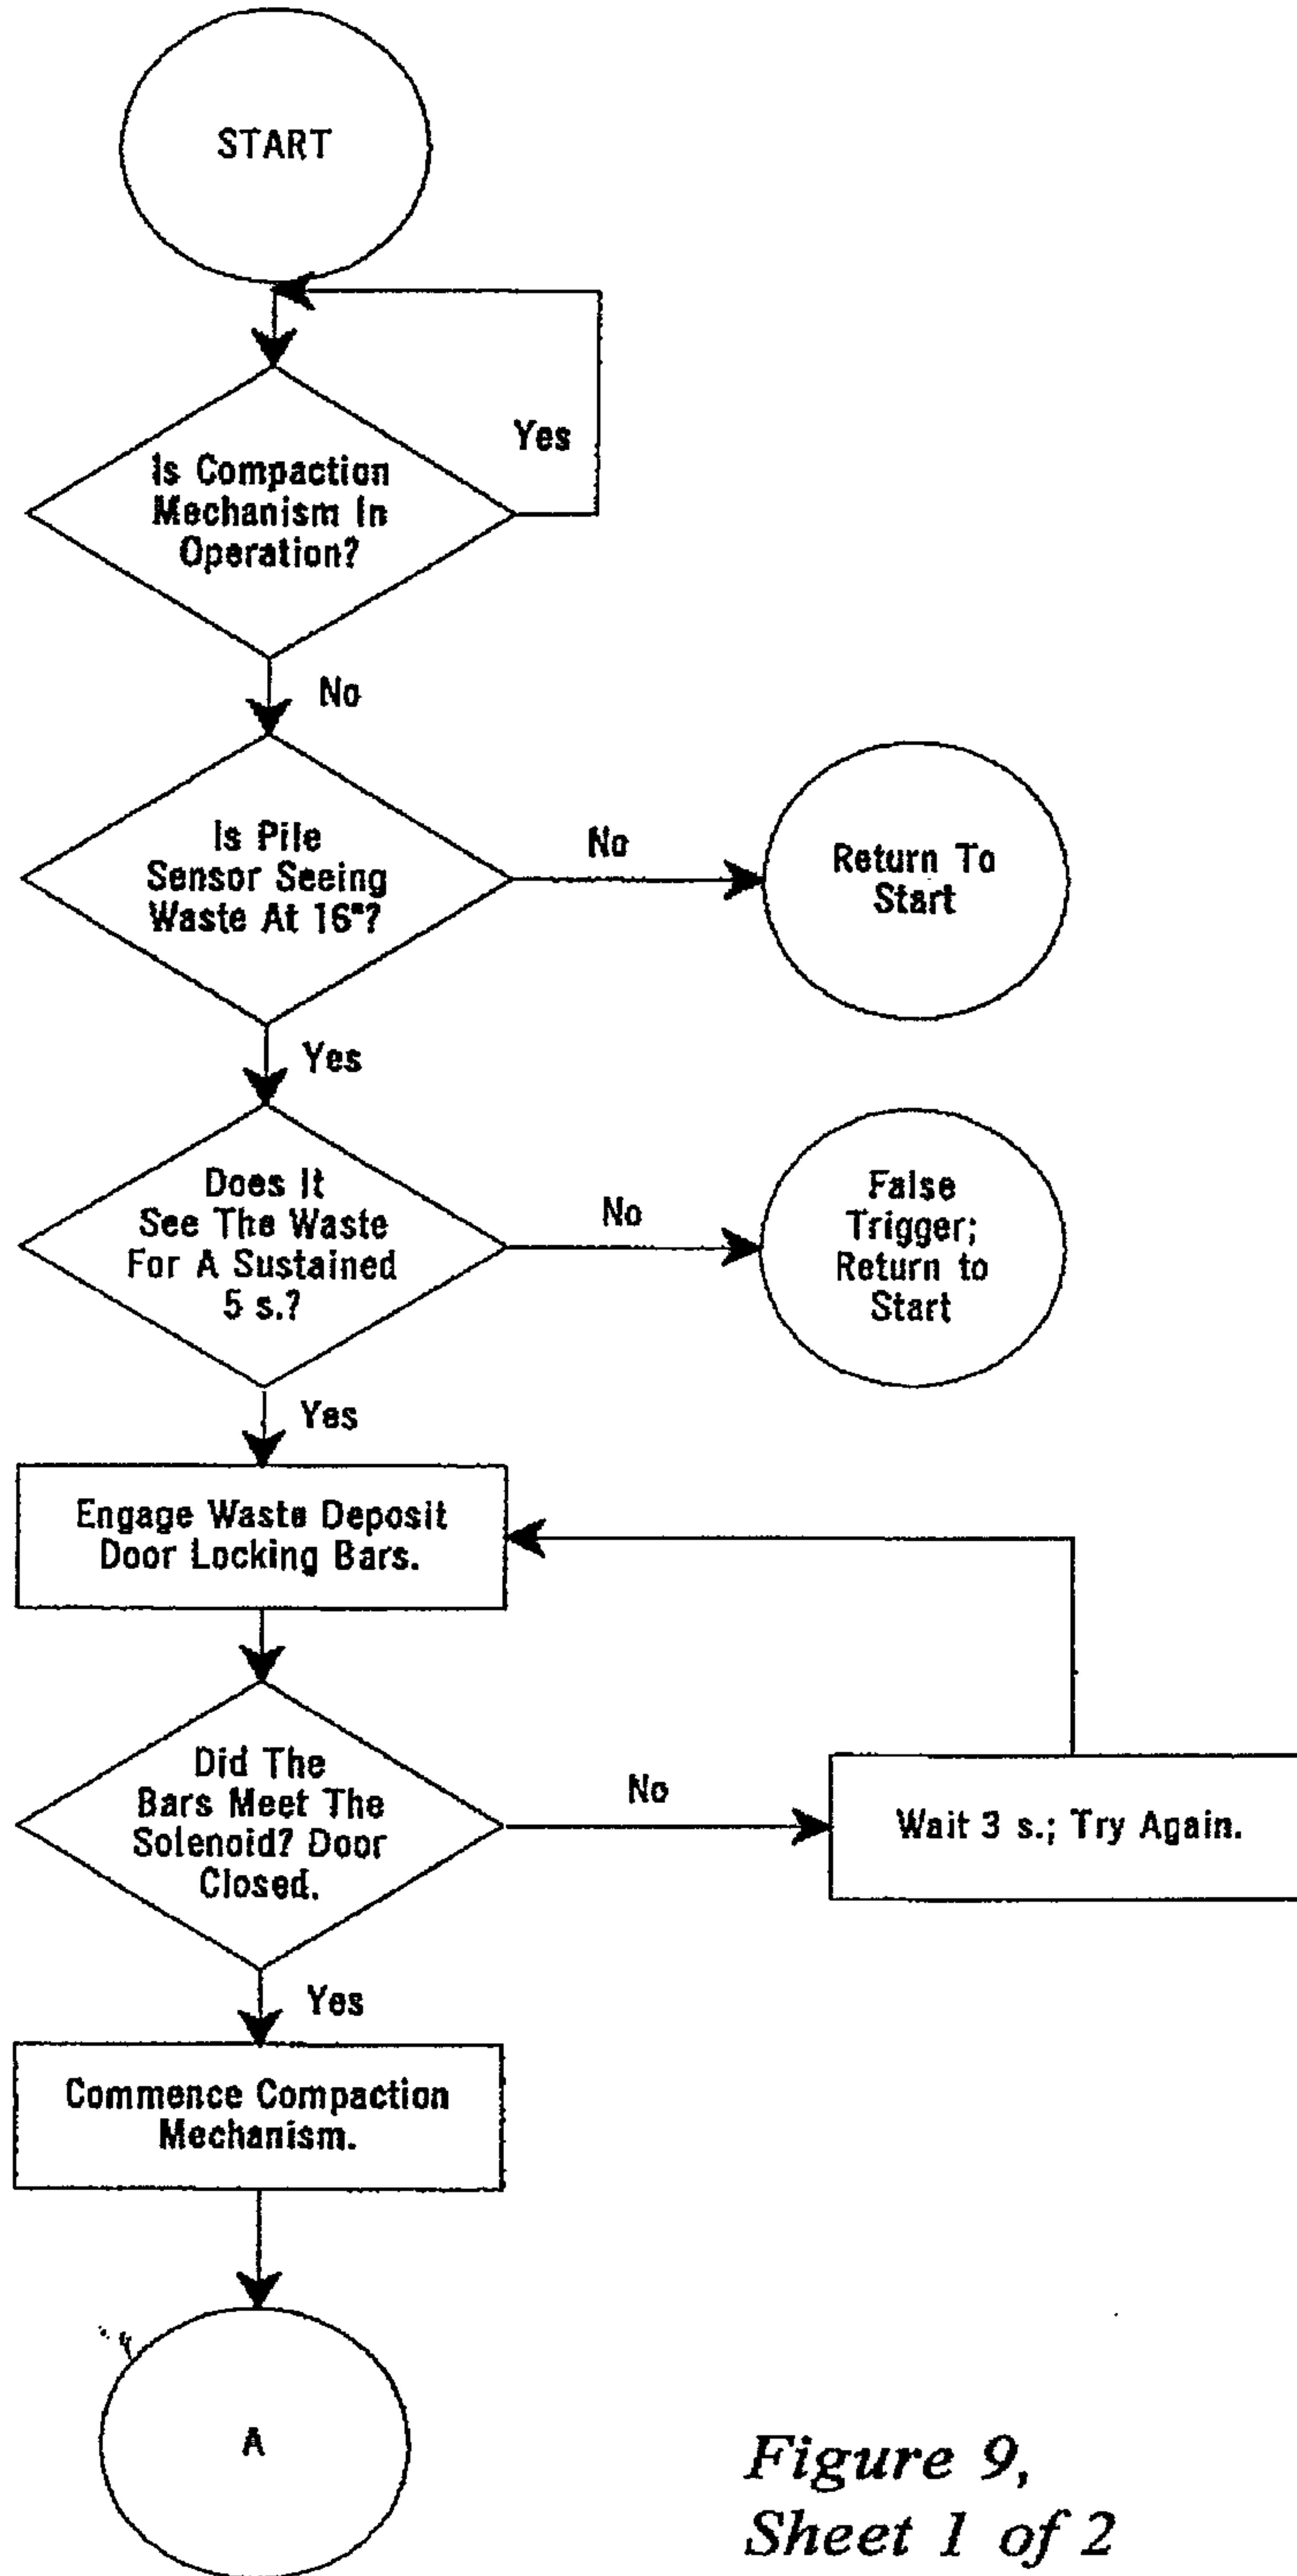 START
Yes
Is Compaction
Mechanism In
Operation?
No
Is Pile
Sensor Seeing
Waste At 16"?
No
Return To
Start
Yes
Does It
See The Waste
For A Sustained
5 s.?
No
False
Trigger;
Return to
Start
Yes
Engage Waste Deposit
Door Locking Bars.
Did The
Bars Meet The
Solenoid? Door
Closed.
No
Wait 3 s.; Try Again.
Yes
Commence Compaction
Mechanism.
A
Figure 9,
Sheet 1 of 2